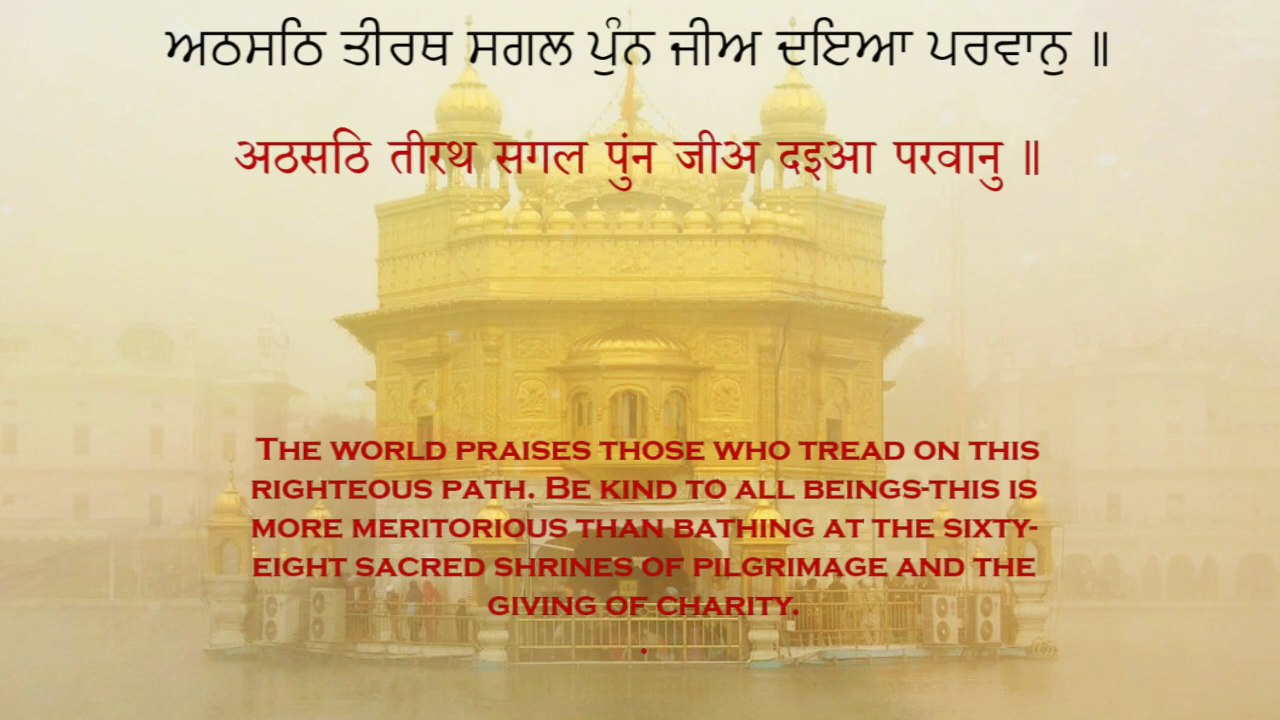 ਅਠਸਠਿ ਤੀਰਥ ਸਗਲ ਪੁੰਨ ਜੀਅ ਦਇਆ ਪਰਵਾਨੁ ॥
अठसठि तीरथ सगल पुंन जीअ दइआ परवानु ॥
The world praises those who tread on this
righteous path. Be kind to all beings-this is
more meritorious than bathing at the sixty-
eight sacred shrines of pilgrimage and the
giving of charity.
.